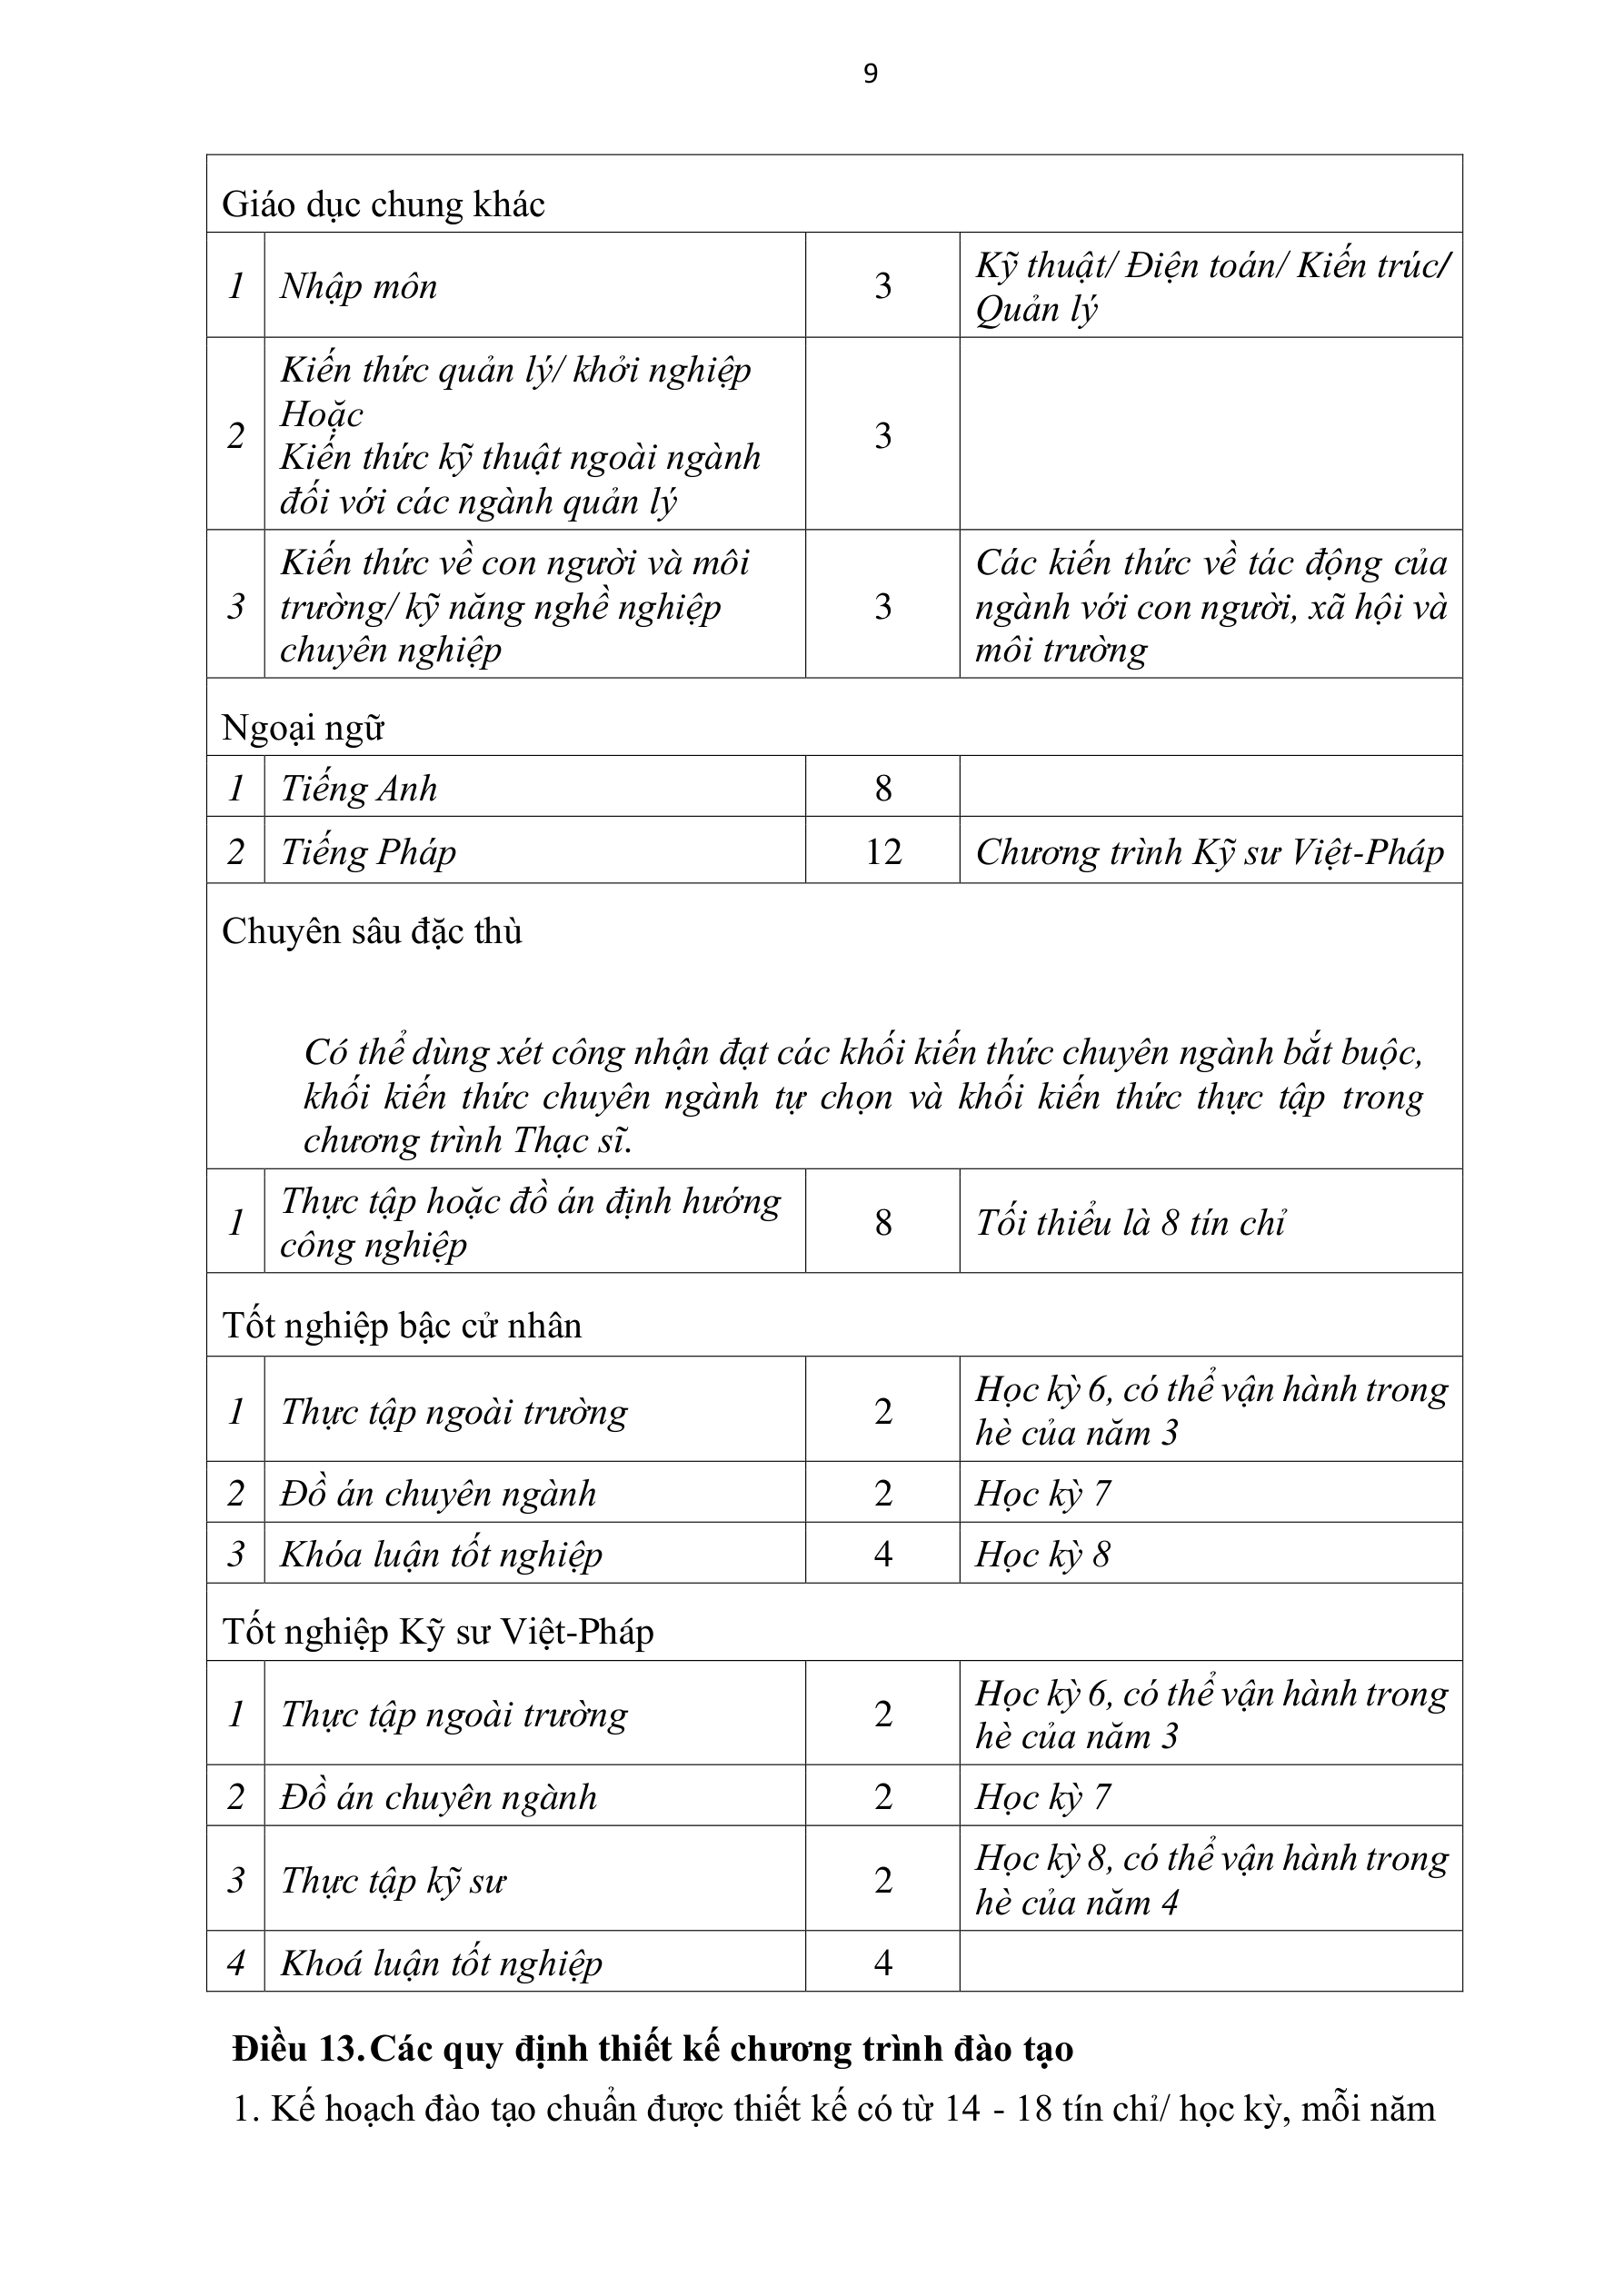 9
Giáo dục chung khác
1 Nhập môn 3 Kỹ thuật/ Điện toán/ Kiến trúc/
Quản lý
2 Kiến thức quản lý/ khởi nghiệp
Hoặc
Kiến thức kỹ thuật ngoài ngành
đối với các ngành quản lý 3
3 Kiến thức về con người và môi
trường/ kỹ năng nghề nghiệp
chuyên nghiệp 3 Các kiến thức về tác động của
ngành với con người, xã hội và
môi trường
Ngoại ngữ
1 Tiếng Anh 8
2 Tiếng Pháp 12 Chương trình Kỹ sư Việt-Pháp
Chuyên sâu đặc thù
Có thể dùng xét công nhận đạt các khối kiến thức chuyên ngành bắt buộc,
khối kiến thức chuyên ngành tự chọn và khối kiến thức thực tập trong
chương trình Thạc sĩ.
1 Thực tập hoặc đồ án định hướng
công nghiệp 8 Tối thiểu là 8 tín chỉ
Tốt nghiệp bậc cử nhân
1 Thực tập ngoài trường 2 Học kỳ 6, có thể vận hành trong
hè của năm 3
2 Đồ án chuyên ngành 2 Học kỳ 7
3 Khóa luận tốt nghiệp 4 Học kỳ 8
Tốt nghiệp Kỹ sư Việt-Pháp
1 Thực tập ngoài trường 2 Học kỳ 6, có thể vận hành trong
hè của năm 3
2 Đồ án chuyên ngành 2 Học kỳ 7
3 Thực tập kỹ sư 2 Học kỳ 8, có thể vận hành trong
hè của năm 4
4 Khoá luận tốt nghiệp 4
Điều 13. Các quy định thiết kế chương trình đào tạo
1. Kế hoạch đào tạo chuẩn được thiết kế có từ 14 - 18 tín chỉ/ học kỳ, mỗi năm